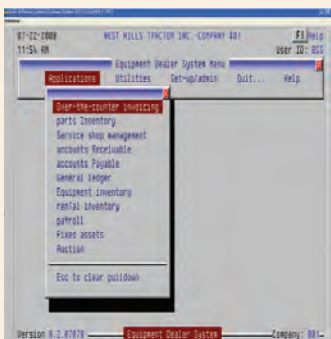 07-22-2008 WEST HILLS TRACTOR INC. COMPANY 001 F1 Help
11:54 AM User ID: DSS
Equipment Dealer System Menu
Applications Utilities Set-up/admin Quit... Help
Over-the-counter invoicing
parts Inventory
Service shop management
accounts Receivable
accounts Payable
General ledger
Equipment inventory
rental inventory
payroll
Fixed assets
Auction
Esc to clear pulldown
Version Equipment Dealer System Company: 001